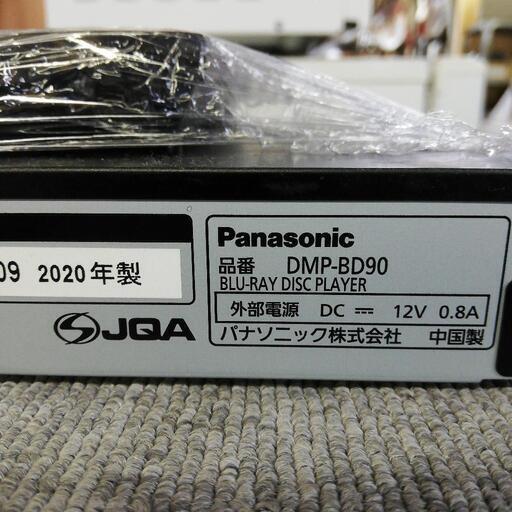 09 2020年製
JQA
Panasonic
品番 DMP-BD90
BLU-RAY DISC PLAYER
外部電源 DC ⎓ 12V 0.8A
パナソニック株式会社 中国製